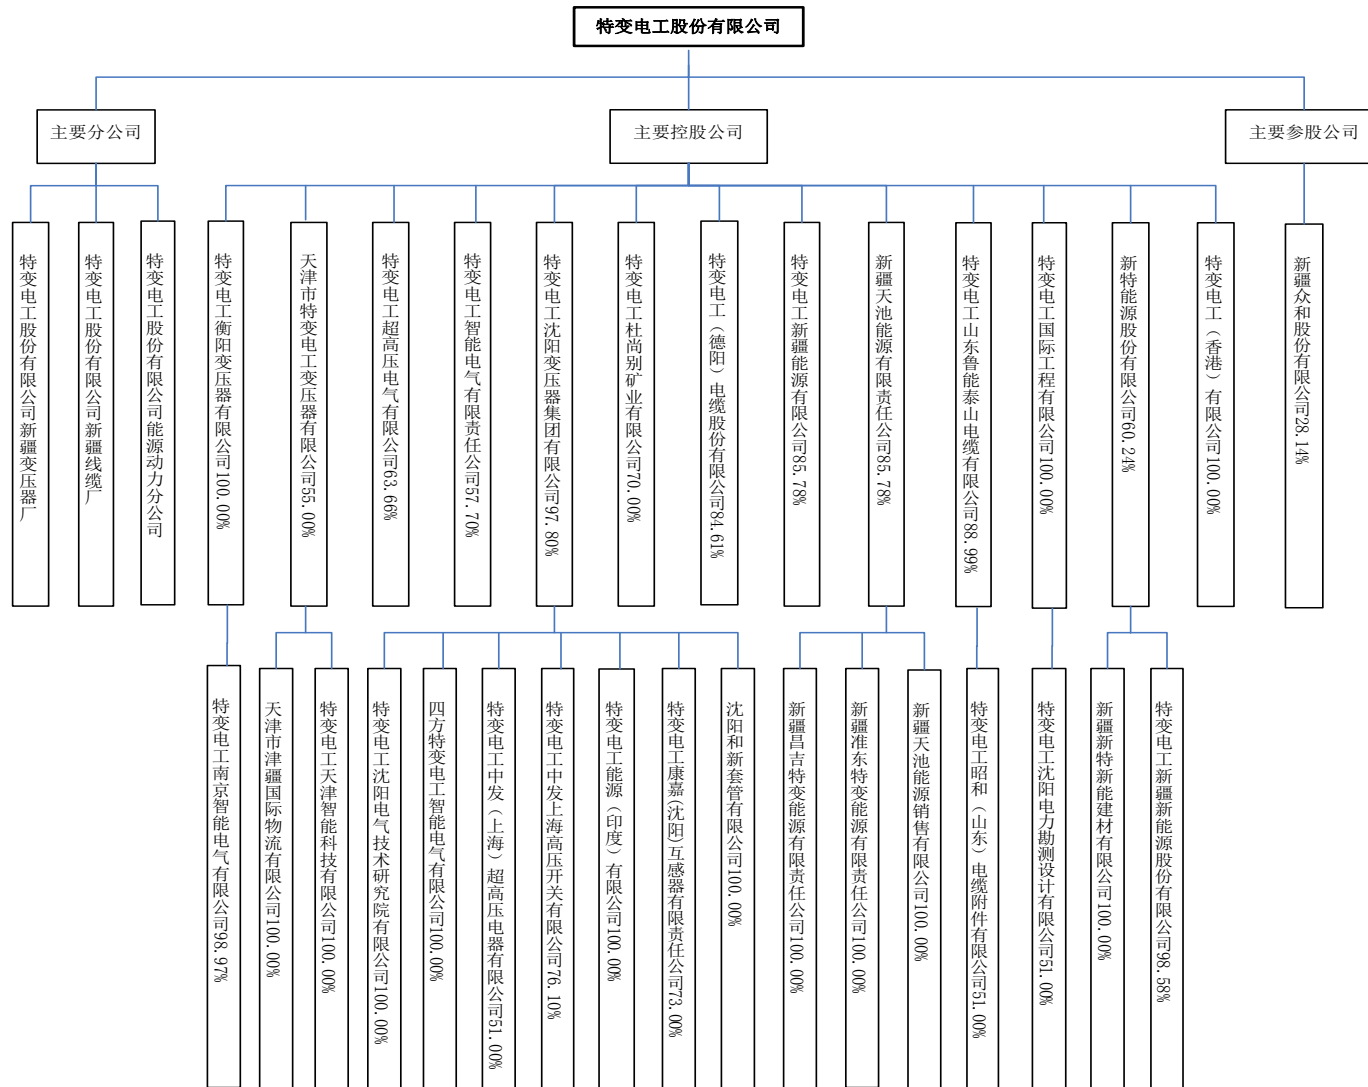 特变电工股份有限公司
主要分公司
主要控股公司
主要参股公司
特变电工股份有限公司新疆变压器厂
特变电工股份有限公司新疆线缆厂
特变电工股份有限公司能源动力分公司
特变电工衡阳变压器有限公司100.00%
天津市特变电工变压器有限公司55.00%
特变电工超高压电气有限公司63.66%
特变电工智能电气有限责任公司57.70%
特变电工沈阳变压器集团有限公司97.80%
特变电工杜尚别矿业有限公司70.00%
特变电工（德阳）电缆股份有限公司84.61%
特变电工新疆能源有限公司85.78%
新疆天池能源有限责任公司85.78%
特变电工山东鲁能泰山电缆有限公司88.99%
特变电工国际工程有限公司100.00%
新特能源股份有限公司60.24%
特变电工（香港）有限公司100.00%
新疆众和股份有限公司28.14%
特变电工南京智能电气有限公司98.97%
天津市津疆国际物流有限公司100.00%
特变电工天津智能科技有限公司100.00%
特变电工沈阳电气技术研究院有限公司100.00%
四方特变电工智能电气有限公司100.00%
特变电工中发（上海）超高压电器有限公司51.00%
特变电工中发上海高压开关有限公司76.10%
特变电工能源（印度）有限公司100.00%
特变电工康嘉(沈阳)互感器有限责任公司73.00%
沈阳和新套管有限公司100.00%
新疆昌吉特变能源有限责任公司100.00%
新疆准东特变能源有限责任公司100.00%
新疆天池能源销售有限公司100.00%
特变电工昭和（山东）电缆附件有限公司51.00%
特变电工沈阳电力勘测设计有限公司51.00%
新疆新特新能建材有限公司100.00%
特变电工新疆新能源股份有限公司98.58%